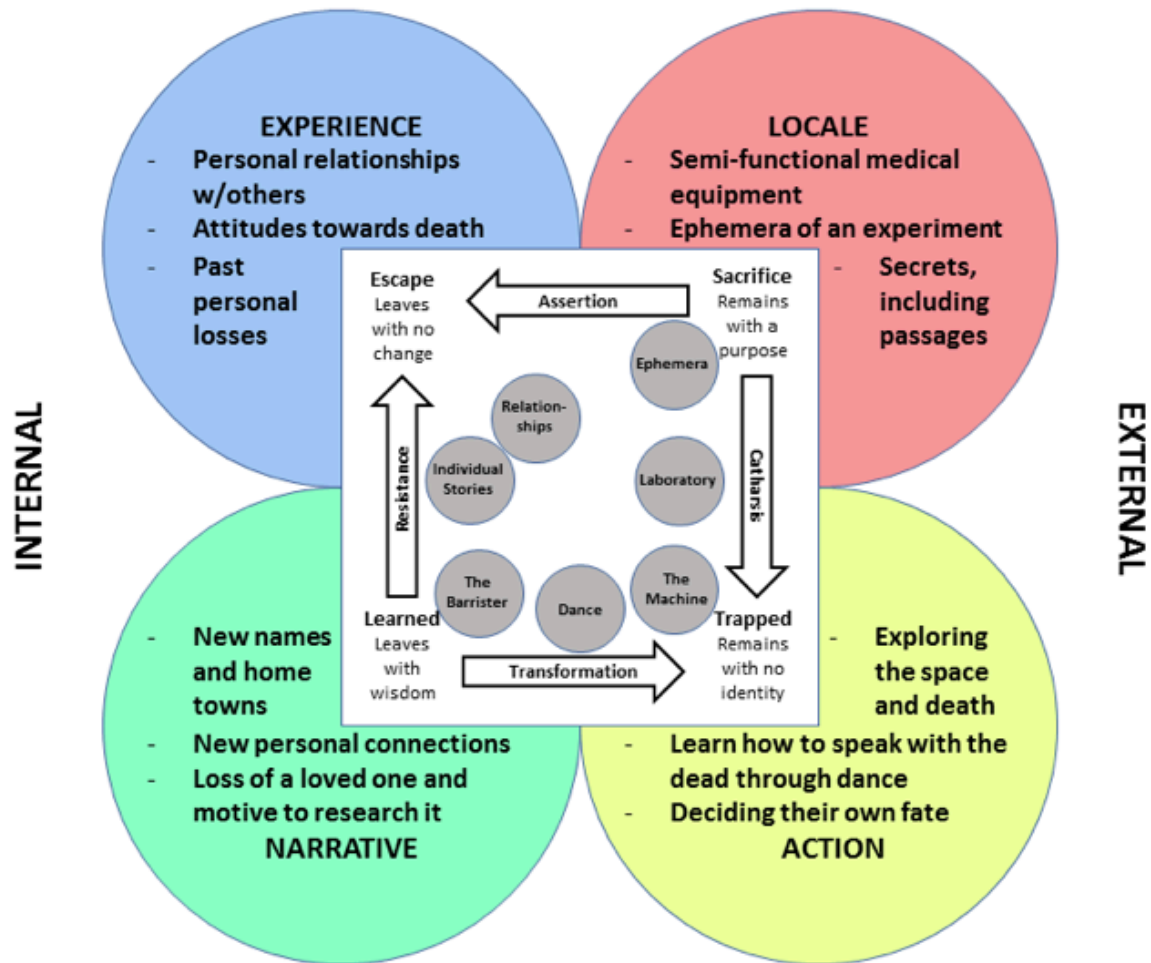 EXPERIENCE
- Personal relationships
w/others
- Attitudes towards death
- Past
personal
losses
LOCALE
- Semi-functional medical
equipment
- Ephemera of an experiment
- Secrets,
including
passages
INTERNAL
EXTERNAL
Escape
Leaves
with no
change
Assertion
Sacrifice
Remains
with a
purpose
Ephemera
Relation-
ships
Individual
Stories
Laboratory
Resistance
Catharsis
The
Barrister
Dance
The
Machine
Learned
Leaves
with
wisdom
Transformation
Trapped
Remains
with no
identity
- New names
and home
towns
- New personal connections
- Loss of a loved one and
motive to research it
NARRATIVE
- Exploring
the space
and death
- Learn how to speak with the
dead through dance
- Deciding their own fate
ACTION